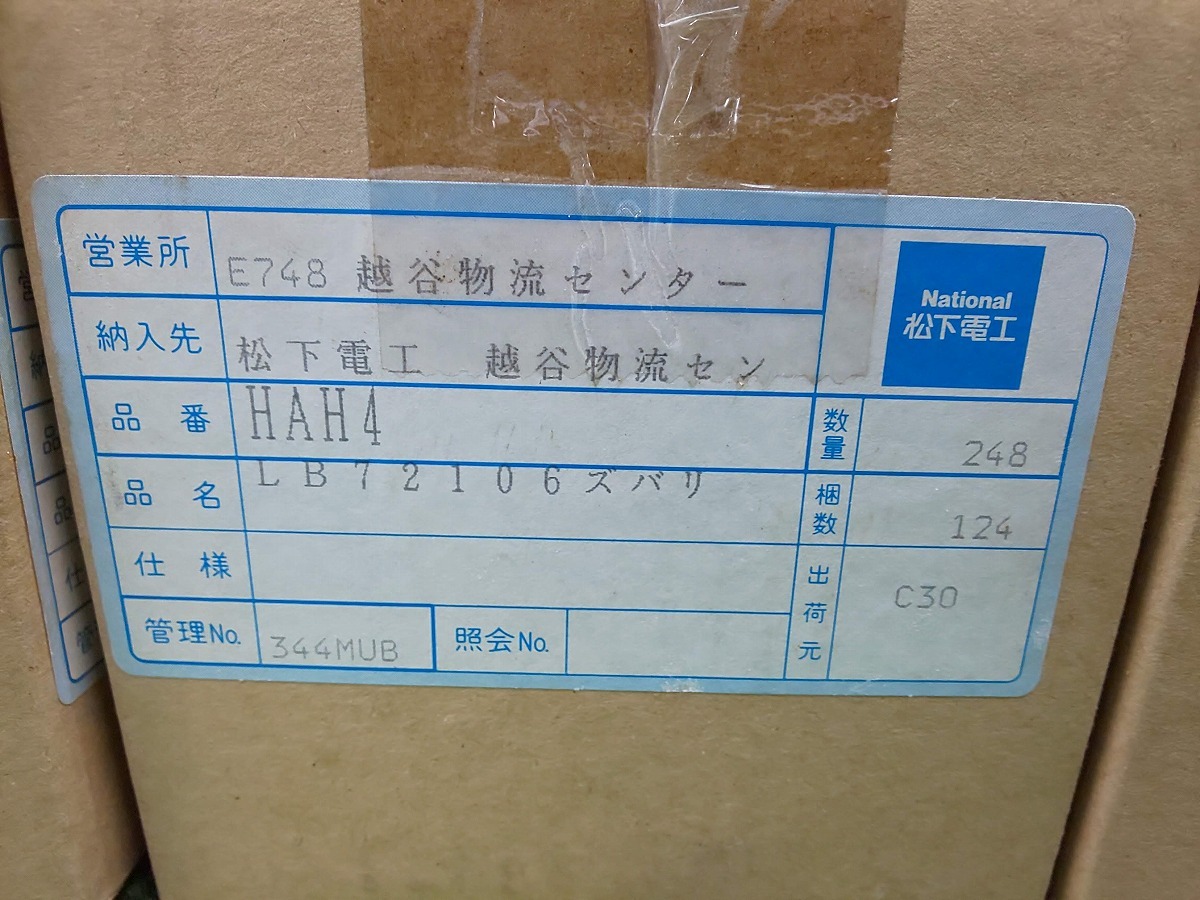 営業所 E748 越谷物流センター
National
松下電工
納入先 松下電工 越谷物流セン
品番 HAH4 数量 248
品名 LB72106ズバリ 梱数 124
仕様
出荷元 C30
管理No. 344MUB 照会No.